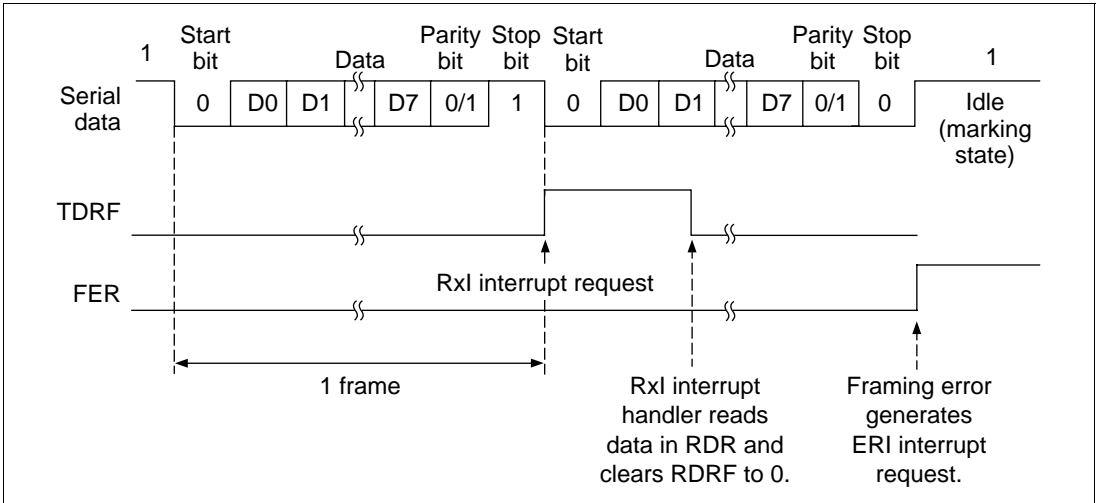 1
Start bit
Data
Parity bit
Stop bit
Start bit
Data
Parity bit
Stop bit
1
Serial data
0
D0
D1
D7
0/1
1
0
D0
D1
D7
0/1
0
Idle (marking state)
TDRF
RxI interrupt request
FER
1 frame
RxI interrupt
handler reads
data in RDR and
clears RDRF to 0.
Framing error
generates
ERI interrupt
request.